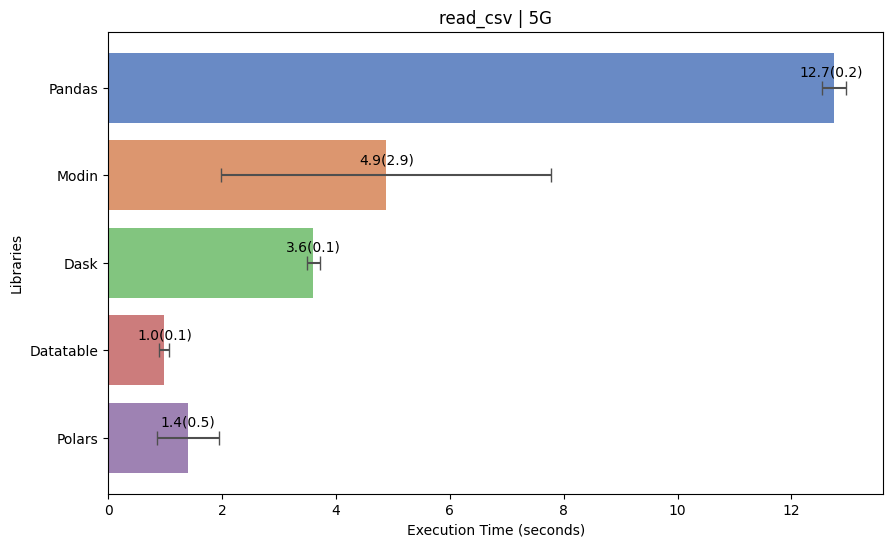 read_csv | 5G
Libraries
Pandas
12.7(0.2)
Modin
4.9(2.9)
Dask
3.6(0.1)
Datatable
1.0(0.1)
Polars
1.4(0.5)
0 2 4 6 8 10 12
Execution Time (seconds)